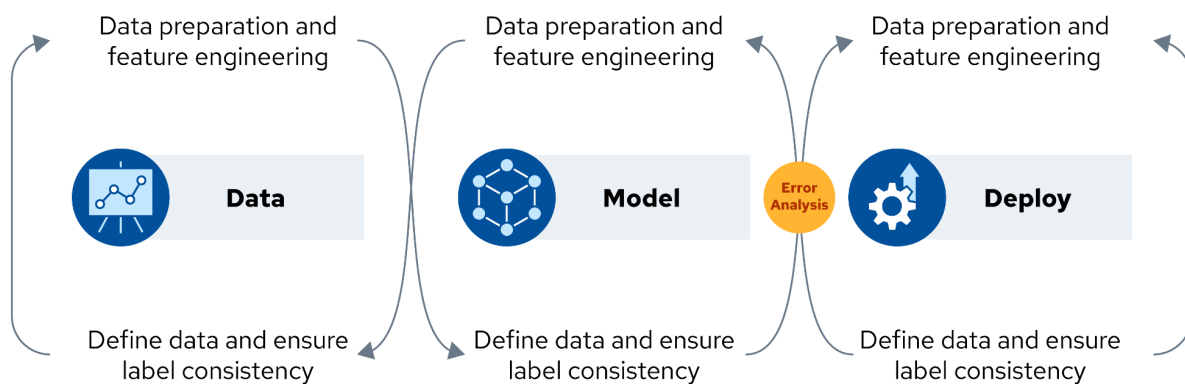 Data preparation and
feature engineering
Data preparation and
feature engineering
Data preparation and
feature engineering
Data
Model
Error
Analysis
Deploy
Define data and ensure
label consistency
Define data and ensure
label consistency
Define data and ensure
label consistency